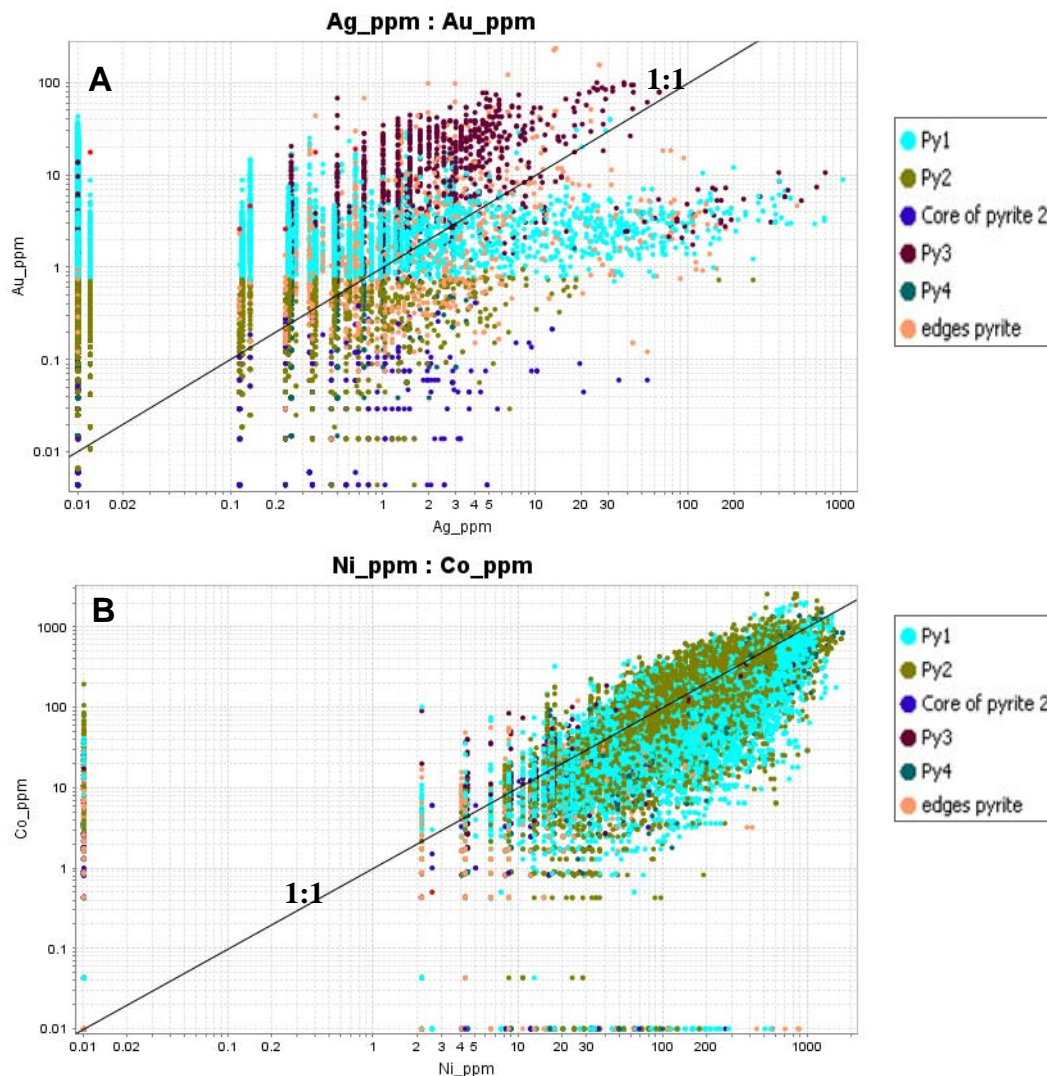 Ag_ppm : Au_ppm
A
1:1
100
10
1
0.1
0.01
Au_ppm
0.01 0.02 0.1 0.2 1 2 3 4 5 10 20 30 100 200 1000
Ag_ppm
Py1
Py2
Core of pyrite 2
Py3
Py4
edges pyrite
Ni_ppm : Co_ppm
B
1:1
1000
100
10
1
0.1
0.01
Co_ppm
0.01 0.02 0.1 0.2 1 2 3 4 5 10 20 30 100 200 1000
Ni_ppm
Py1
Py2
Core of pyrite 2
Py3
Py4
edges pyrite